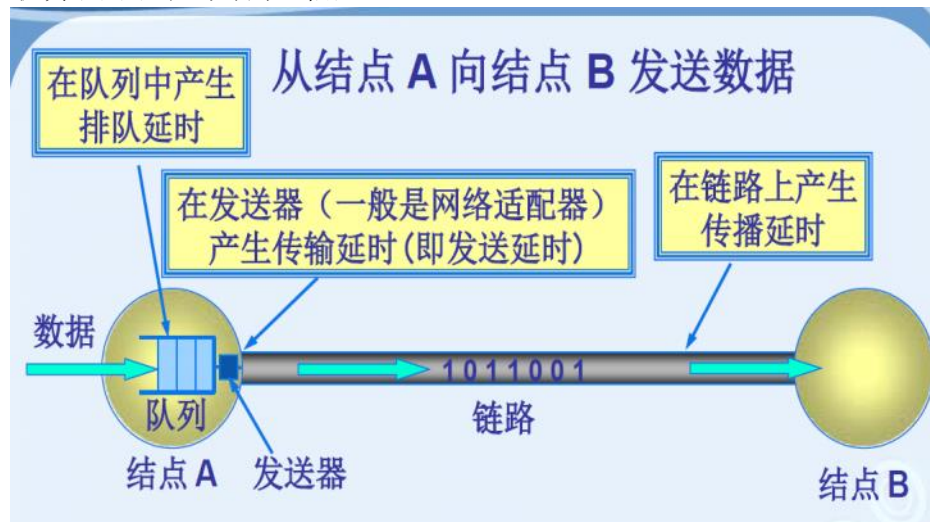 从结点 A 向结点 B 发送数据
在队列中产生
排队延时
在发送器（一般是网络适配器）
产生传输延时(即发送延时)
在链路上产生
传播延时
数据
1011001
队列
链路
结点 A
发送器
结点 B